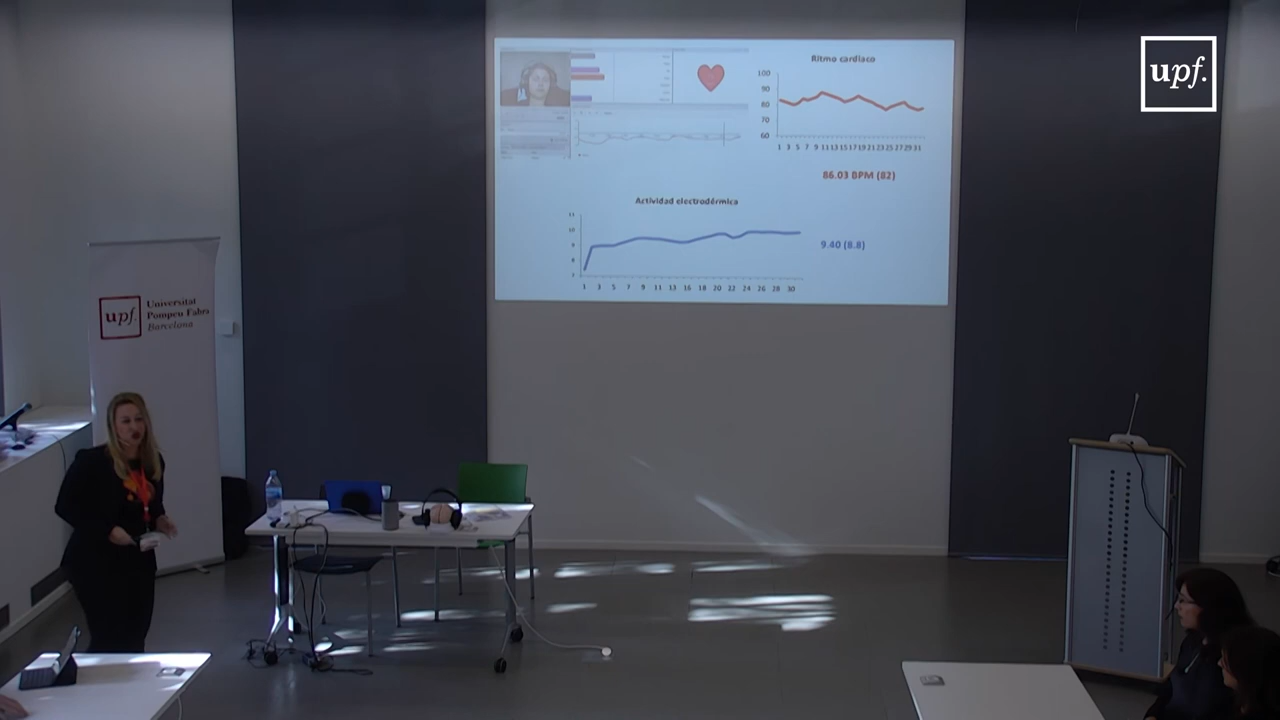 upf.
Ritmo cardíaco
100
90
80
70
60
1 3 5 7 9 11 13 15 17 19 21 23 25 27 29 31
86.03 BPM (82)
Actividad electrodérmica
11
10
1 3 5 7 9 11 13 16 18 20 22 24 26 28 30
9.40 (8.8)
upf.
Universitat
Pompeu Fabra
Barcelona